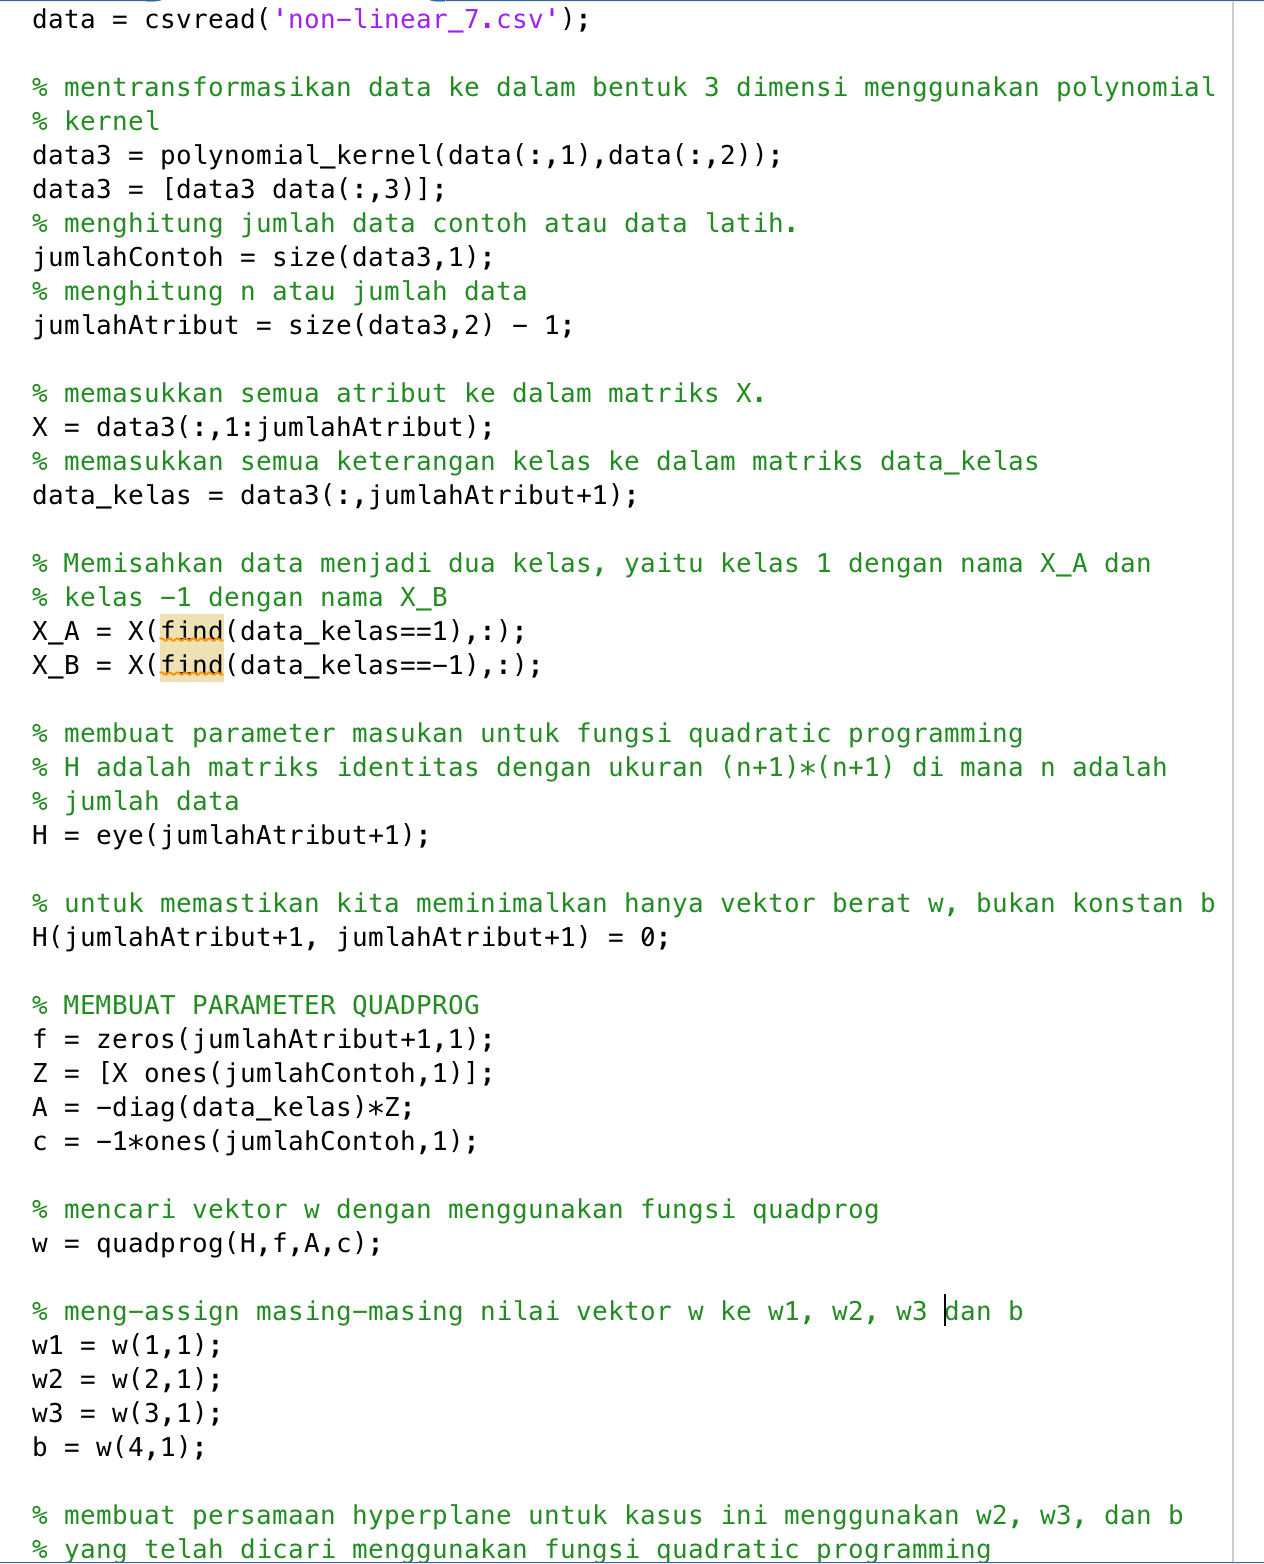 data = csvread('non-linear_7.csv');
% mentransformasikan data ke dalam bentuk 3 dimensi menggunakan polynomial
% kernel
data3 = polynomial_kernel(data(:,1),data(:,2));
data3 = [data3 data(:,3)];
% menghitung jumlah data contoh atau data latih.
jumlahContoh = size(data3,1);
% menghitung n atau jumlah data
jumlahAtribut = size(data3,2) - 1;
% memasukkan semua atribut ke dalam matriks X.
X = data3(:,1:jumlahAtribut);
% memasukkan semua keterangan kelas ke dalam matriks data_kelas
data_kelas = data3(:,jumlahAtribut+1);
% Memisahkan data menjadi dua kelas, yaitu kelas 1 dengan nama X_A dan
% kelas -1 dengan nama X_B
X_A = X(find(data_kelas==1),:);
X_B = X(find(data_kelas==-1),:);
% membuat parameter masukan untuk fungsi quadratic programming
% H adalah matriks identitas dengan ukuran (n+1)*(n+1) di mana n adalah
% jumlah data
H = eye(jumlahAtribut+1);
% untuk memastikan kita meminimalkan hanya vektor berat w, bukan konstan b
H(jumlahAtribut+1, jumlahAtribut+1) = 0;
% MEMBUAT PARAMETER QUADPROG
f = zeros(jumlahAtribut+1,1);
Z = [X ones(jumlahContoh,1)];
A = -diag(data_kelas)*Z;
c = -1*ones(jumlahContoh,1);
% mencari vektor w dengan menggunakan fungsi quadprog
w = quadprog(H,f,A,c);
% meng-assign masing-masing nilai vektor w ke w1, w2, w3 dan b
w1 = w(1,1);
w2 = w(2,1);
w3 = w(3,1);
b = w(4,1);
% membuat persamaan hyperplane untuk kasus ini menggunakan w2, w3, dan b
% yang telah dicari menggunakan fungsi quadratic programming